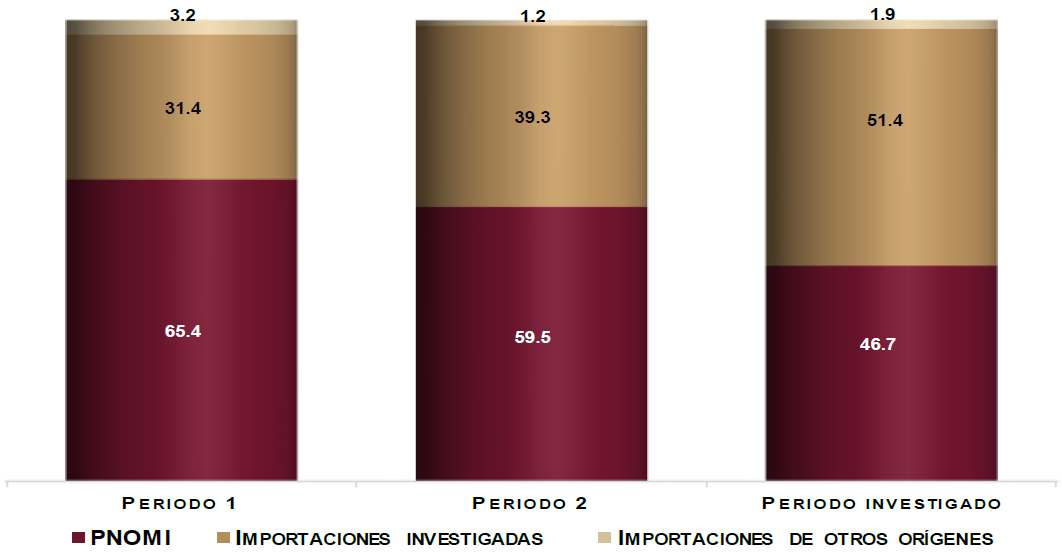 3.2 1.2 1.9
31.4 39.3 51.4
65.4 59.5 46.7
PERIODO 1 PERIODO 2 PERIODO INVESTIGADO
PNOMI IMPORTACIONES INVESTIGADAS IMPORTACIONES DE OTROS ORÍGENES